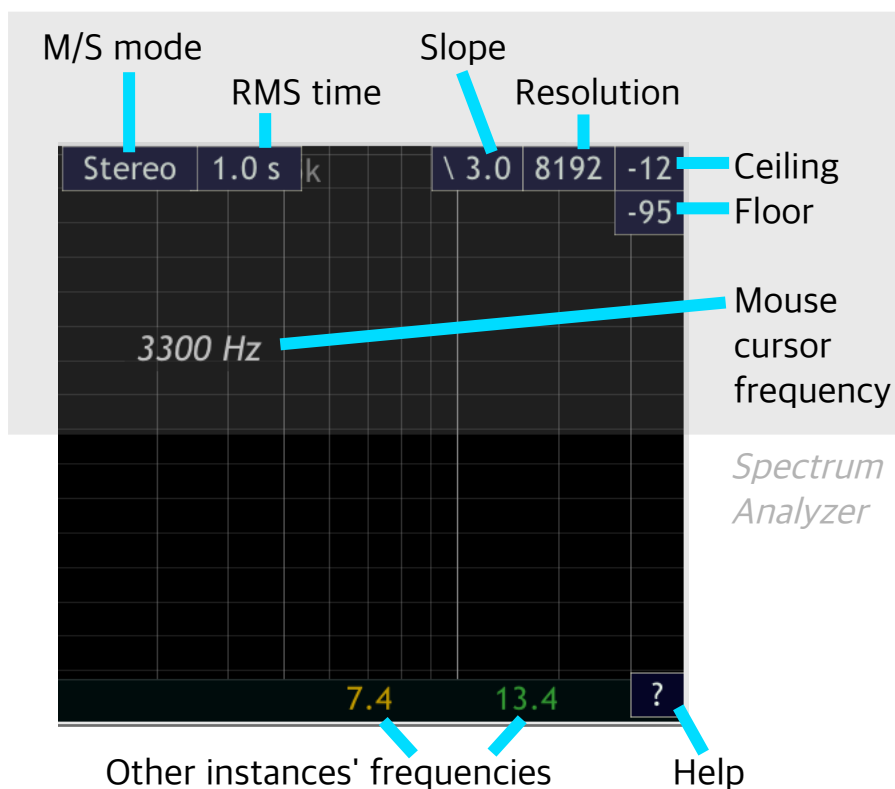 M/S mode
Slope
RMS time
Resolution
Stereo
1.0 s
k
\ 3.0
8192
-12
Ceiling
-95
Floor
3300 Hz
Mouse
cursor
frequency
Spectrum
Analyzer
7.4
13.4
?
Other instances' frequencies
Help